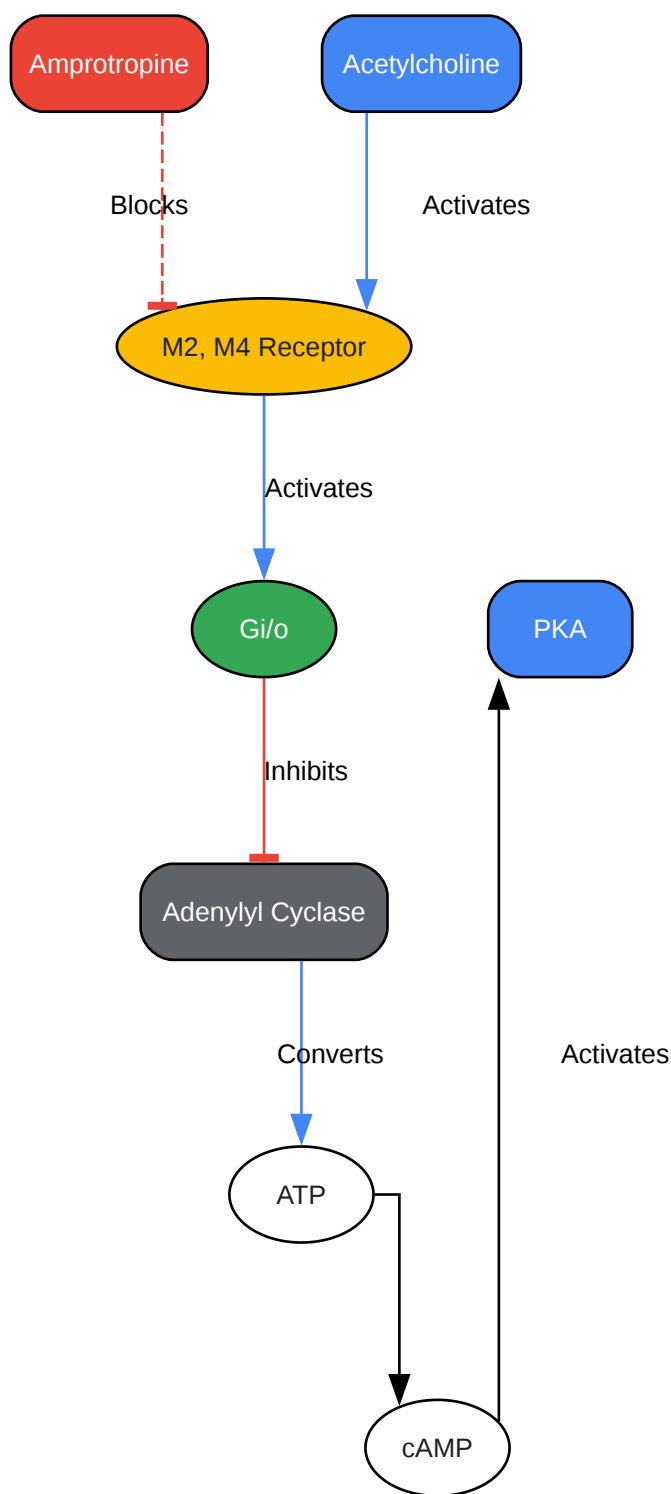 Amprotropine
Acetylcholine
Blocks
Activates
M2, M4 Receptor
Activates
Gi/o
PKA
Inhibits
Adenylyl Cyclase
Converts
Activates
ATP
cAMP